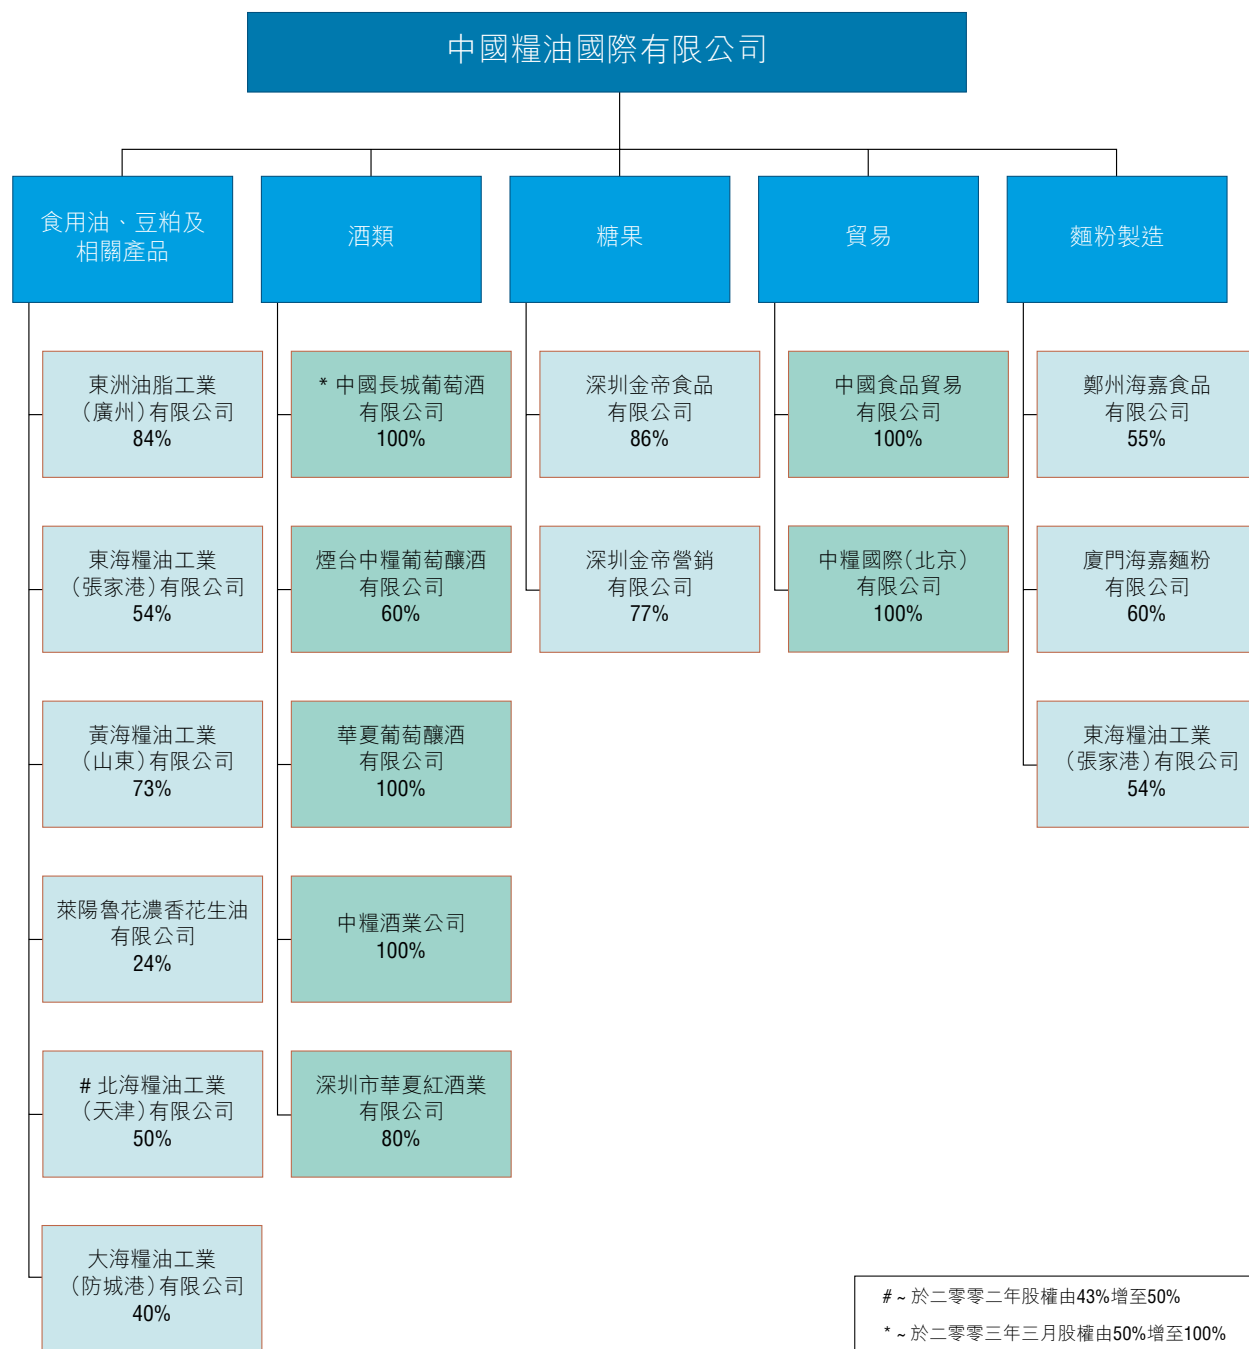 中國糧油國際有限公司
食用油、豆粕及
相關產品
東洲油脂工業
（廣州）有限公司
84%
東海糧油工業
（張家港）有限公司
54%
黃海糧油工業
（山東）有限公司
73%
萊陽魯花濃香花生油
有限公司
24%
# 北海糧油工業
（天津）有限公司
50%
大海糧油工業
（防城港）有限公司
40%
酒類
* 中國長城葡萄酒
有限公司
100%
煙台中糧葡萄釀酒
有限公司
60%
華夏葡萄釀酒
有限公司
100%
中糧酒業公司
100%
深圳市華夏紅酒業
有限公司
80%
糖果
深圳金帝食品
有限公司
86%
深圳金帝營銷
有限公司
77%
貿易
中國食品貿易
有限公司
100%
中糧國際（北京）
有限公司
100%
麵粉製造
鄭州海嘉食品
有限公司
55%
廈門海嘉麵粉
有限公司
60%
東海糧油工業
（張家港）有限公司
54%
# ~ 於二零零二年股權由43%增至50%
* ~ 於二零零三年三月股權由50%增至100%